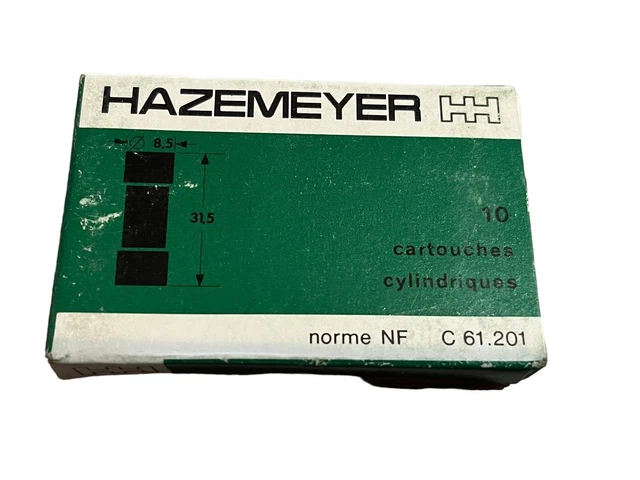 HAZEMEYER
Ø 8,5
31,5
10
cartouches
cylindriques
norme NF C 61.201